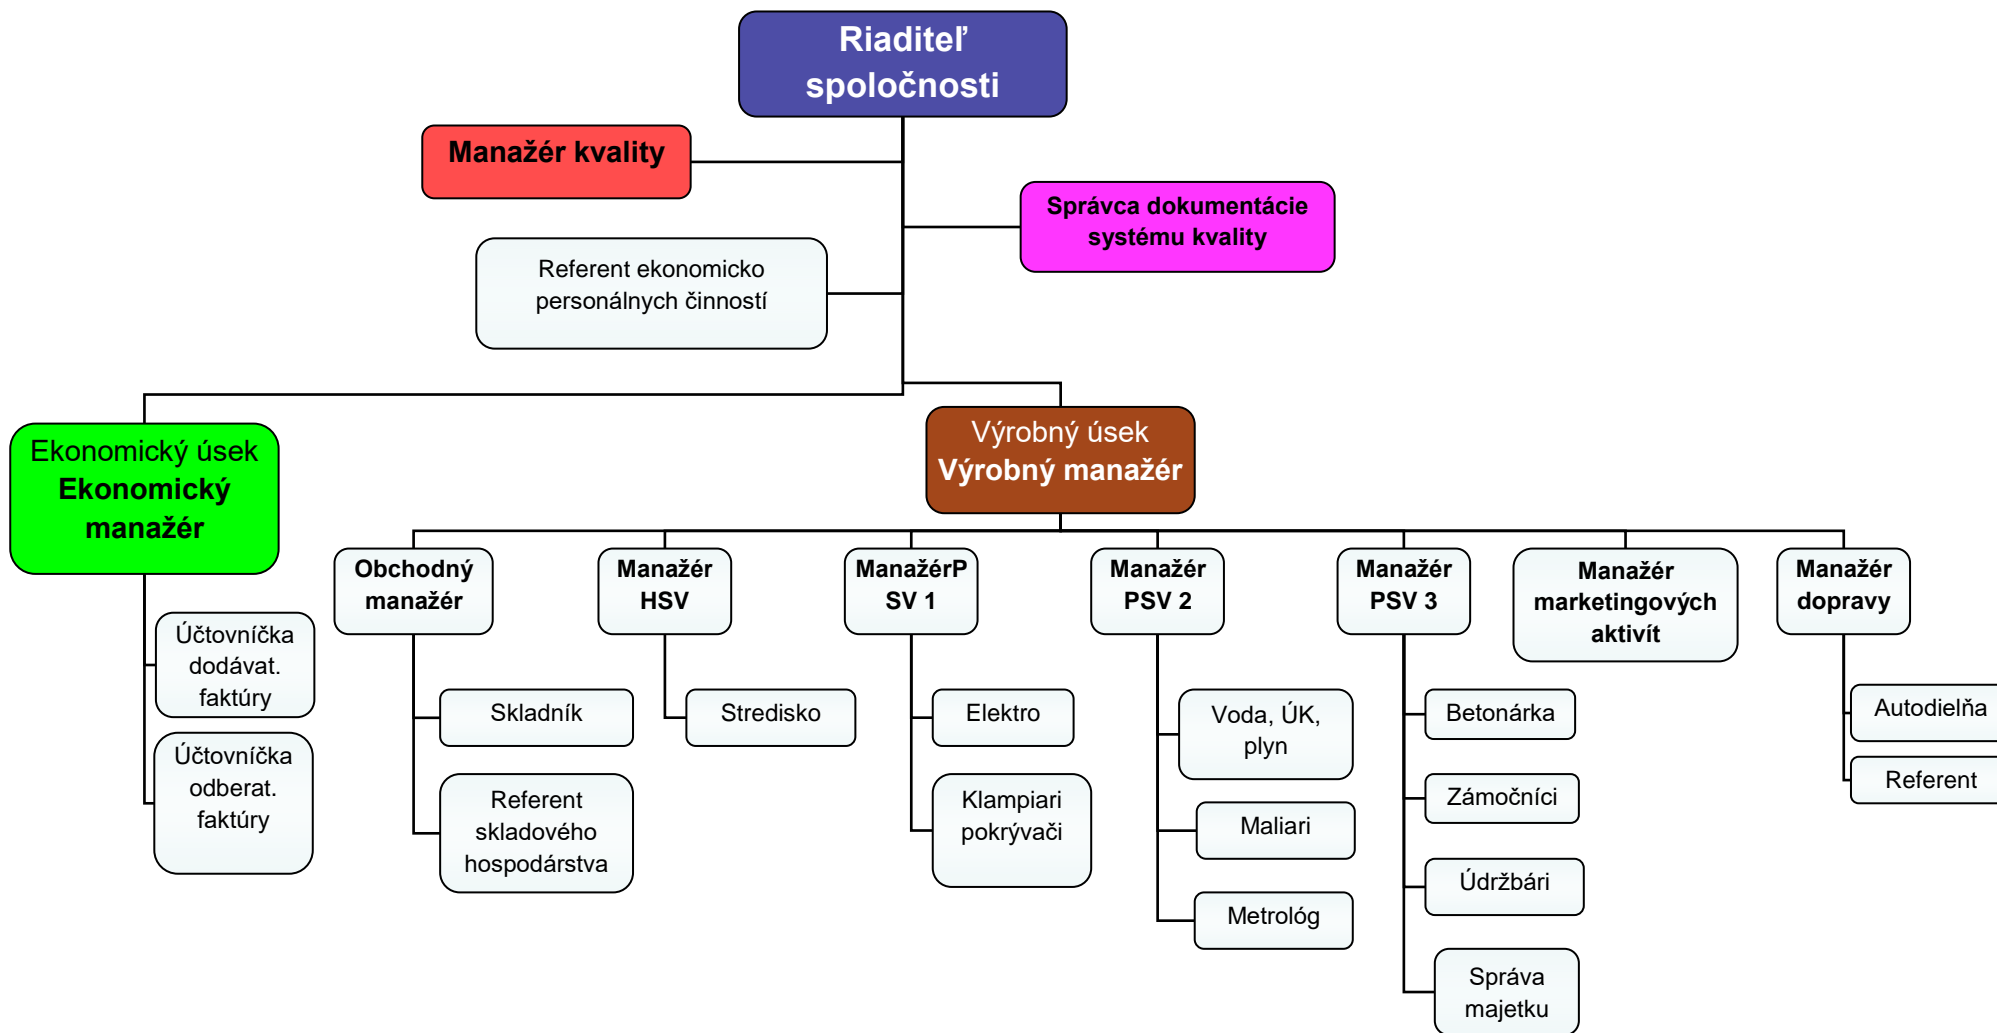 Riaditeľ
spoločnosti
Manažér kvality
Správca dokumentácie
systému kvality
Referent ekonomicko
personálnych činností
Ekonomický úsek
Ekonomický
manažér
Výrobný úsek
Výrobný manažér
Účtovníčka
dodávat.
faktúry
Účtovníčka
odberat.
faktúry
Obchodný
manažér
Skladník
Referent
skladového
hospodárstva
Manažér
HSV
Stredisko
ManažérP
SV 1
Elektro
Klampiari
pokrývači
Manažér
PSV 2
Voda, ÚK,
plyn
Maliari
Metrológ
Manažér
PSV 3
Betonárka
Zámočníci
Údržbári
Správa
majetku
Manažér
marketingových
aktivít
Manažér
dopravy
Autodielňa
Referent